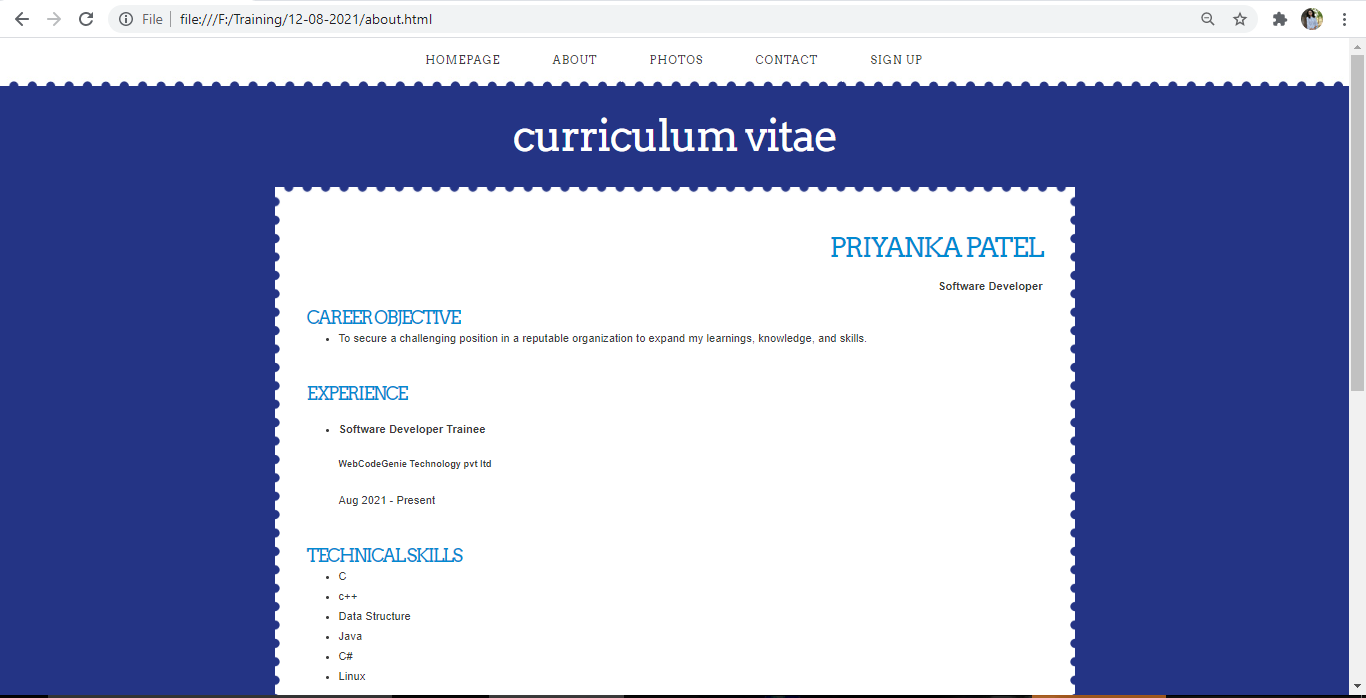 File file:///F:/Training/12-08-2021/about.html
HOMEPAGE ABOUT PHOTOS CONTACT SIGN UP
curriculum vitae
PRIYANKA PATEL
Software Developer
CAREER OBJECTIVE
• To secure a challenging position in a reputable organization to expand my learnings, knowledge, and skills.
EXPERIENCE
• Software Developer Trainee
WebCodeGenie Technology pvt ltd
Aug 2021 - Present
TECHNICAL SKILLS
• C
• c++
• Data Structure
• Java
• C#
• Linux